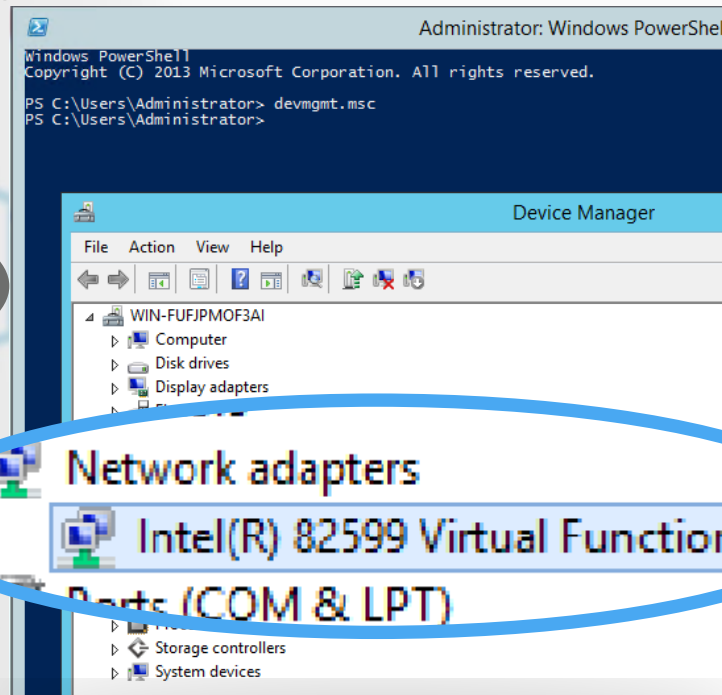 Administrator: Windows PowerShel
Windows PowerShell
Copyright (C) 2013 Microsoft Corporation. All rights reserved.
PS C:\Users\Administrator> devmgmt.msc
PS C:\Users\Administrator>
Device Manager
File Action View Help
WIN-FUFJPMOF3AI
Computer
Disk drives
Display adapters
Network adapters
Intel(R) 82599 Virtual Function
Ports (COM & LPT)
Storage controllers
System devices